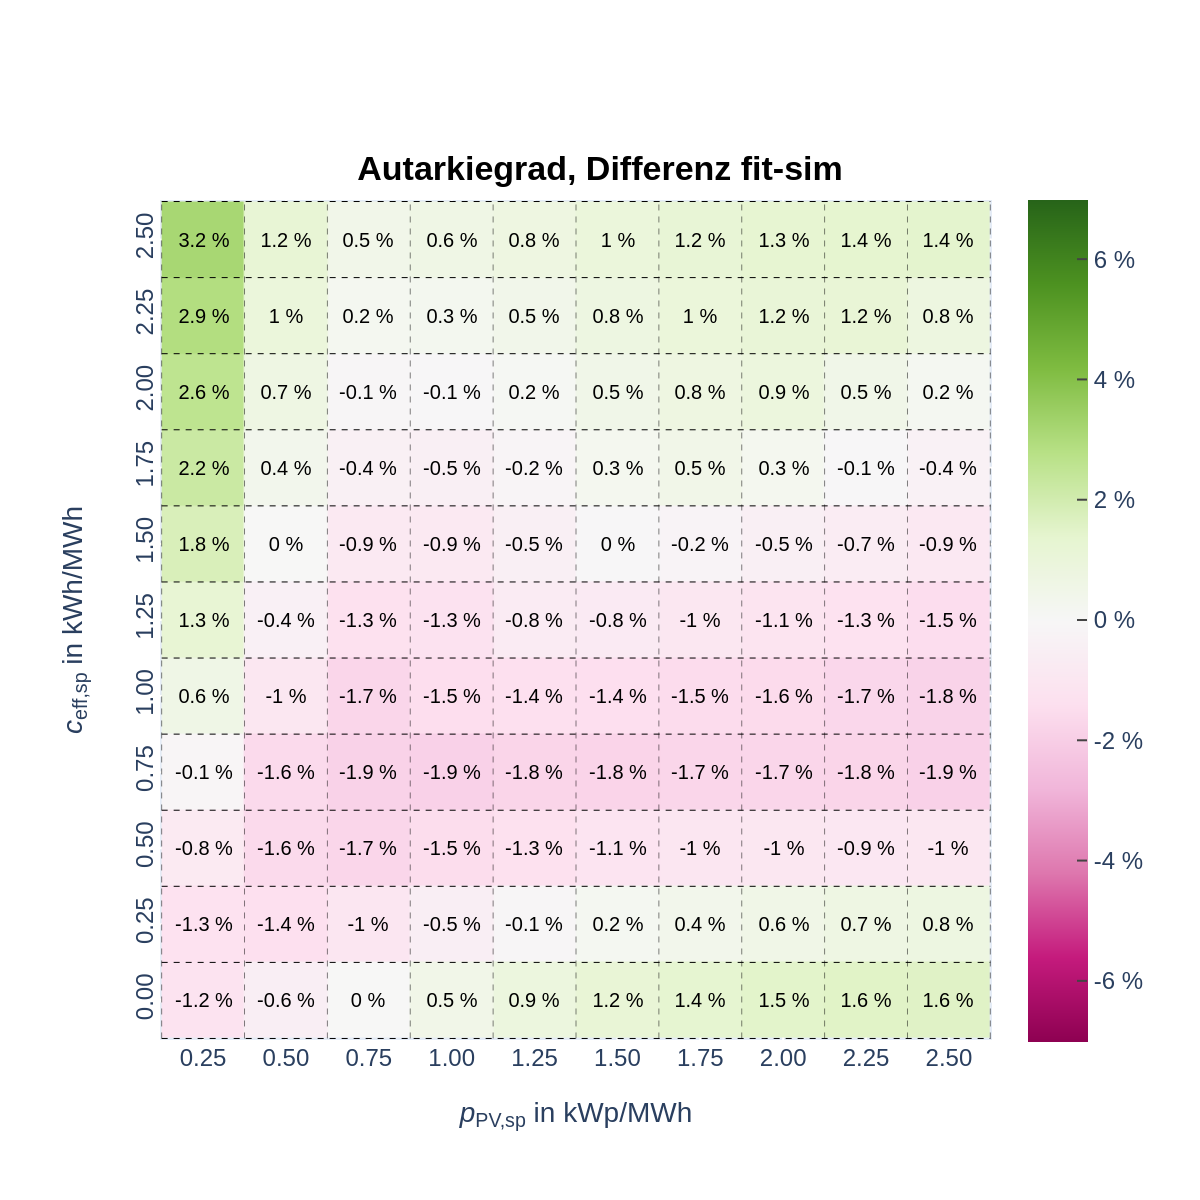 Autarkiegrad, Differenz fit-sim
2.50 3.2 % 1.2 % 0.5 % 0.6 % 0.8 % 1 % 1.2 % 1.3 % 1.4 % 1.4 %
2.25 2.9 % 1 % 0.2 % 0.3 % 0.5 % 0.8 % 1 % 1.2 % 1.2 % 0.8 %
2.00 2.6 % 0.7 % -0.1 % -0.1 % 0.2 % 0.5 % 0.8 % 0.9 % 0.5 % 0.2 %
1.75 2.2 % 0.4 % -0.4 % -0.5 % -0.2 % 0.3 % 0.5 % 0.3 % -0.1 % -0.4 %
1.50 1.8 % 0 % -0.9 % -0.9 % -0.5 % 0 % -0.2 % -0.5 % -0.7 % -0.9 %
1.25 1.3 % -0.4 % -1.3 % -1.3 % -0.8 % -0.8 % -1 % -1.1 % -1.3 % -1.5 %
1.00 0.6 % -1 % -1.7 % -1.5 % -1.4 % -1.4 % -1.5 % -1.6 % -1.7 % -1.8 %
0.75 -0.1 % -1.6 % -1.9 % -1.9 % -1.8 % -1.8 % -1.7 % -1.7 % -1.8 % -1.9 %
0.50 -0.8 % -1.6 % -1.7 % -1.5 % -1.3 % -1.1 % -1 % -1 % -0.9 % -1 %
0.25 -1.3 % -1.4 % -1 % -0.5 % -0.1 % 0.2 % 0.4 % 0.6 % 0.7 % 0.8 %
0.00 -1.2 % -0.6 % 0 % 0.5 % 0.9 % 1.2 % 1.4 % 1.5 % 1.6 % 1.6 %
0.25 0.50 0.75 1.00 1.25 1.50 1.75 2.00 2.25 2.50
pPV,sp in kWp/MWh
ceff,sp in kWh/MWh
6 %
4 %
2 %
0 %
-2 %
-4 %
-6 %